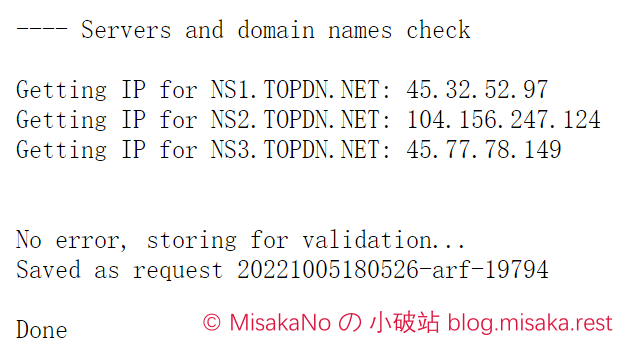 ---- Servers and domain names check
Getting IP for NS1.TOPDN.NET: 45.32.52.97
Getting IP for NS2.TOPDN.NET: 104.156.247.124
Getting IP for NS3.TOPDN.NET: 45.77.78.149
No error, storing for validation...
Saved as request 20221005180526-arf-19794
Done
© MisakaNo の 小破站 blog.misaka.rest